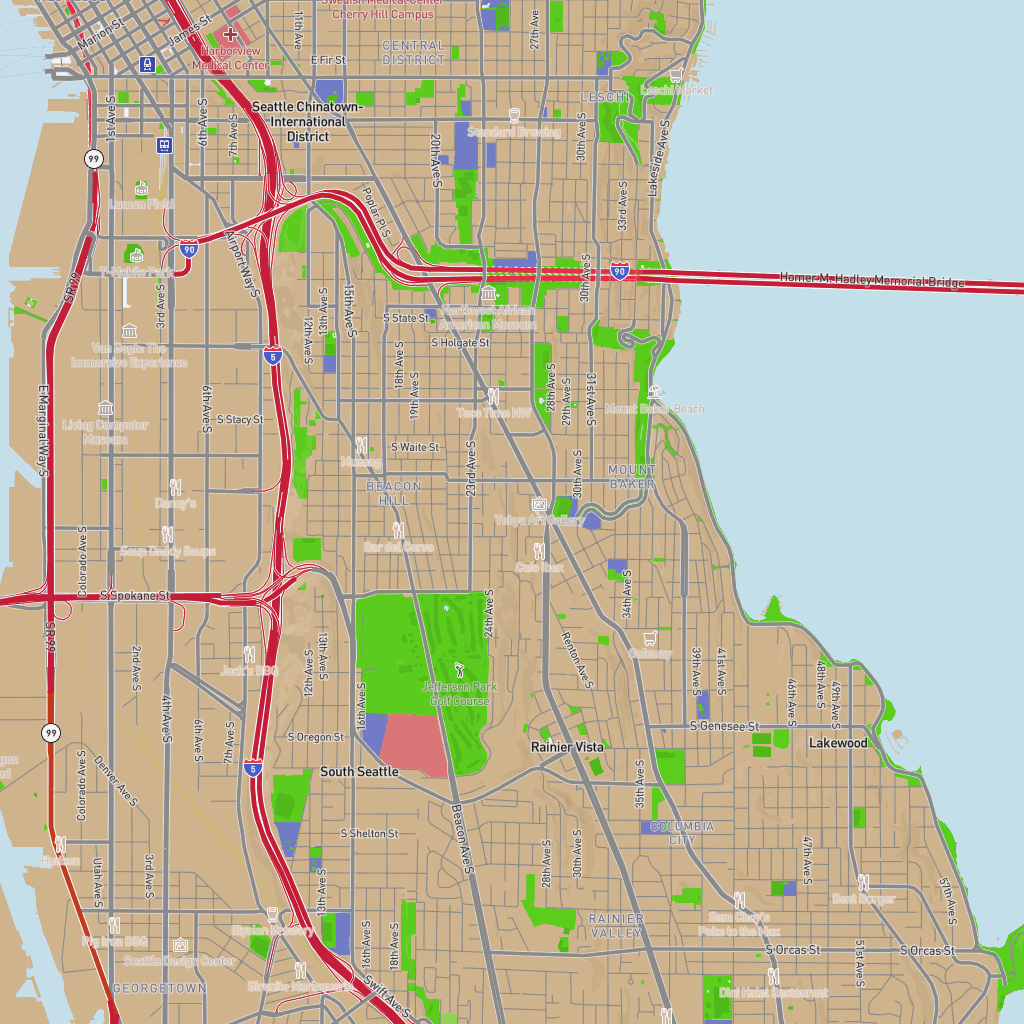 Swedish Medical Center
Cherry Hill Campus
Marion St
James St
Harborview
Medical Center
11th Ave
E Fir St
CENTRAL
DISTRICT
27th Ave
LESCHI
Leschi Market
Seattle Chinatown-
International
District
1st Ave S
6th Ave S
7th Ave S
Standard Brewing
20th Ave S
30th Ave S
Lakeside Ave S
99
Lumen Field
Poplar Pl S
33rd Ave S
T-Mobile Park
90
Airport Way S
SR 99
3rd Ave S
30th Ave S
90
Homer M. Hadley Memorial Bridge
Northwest African
American Museum
12th Ave S
13th Ave S
15th Ave S
S State St
S Holgate St
Van Gogh: The
Immersive Experience
5
18th Ave S
19th Ave S
28th Ave S
29th Ave S
31st Ave S
E Marginal Way S
6th Ave S
S Stacy St
Living Computer
Museum
Taco Time NW
Mount Baker Beach
Musang
S Waite St
23rd Ave S
30th Ave S
MOUNT
BAKER
BEACON
HILL
Denny's
Tebya Art Gallery
Soup Daddy Soups
Bar del Corso
Cafe Ibex
Colorado Ave S
S Spokane St
34th Ave S
24th Ave S
SR 99
2nd Ave S
Jack's BBQ
12th Ave S
13th Ave S
Renton Ave S
Safeway
39th Ave S
41st Ave S
48th Ave S
49th Ave S
46th Ave S
Jefferson Park
Golf Course
16th Ave S
4th Ave S
6th Ave S
7th Ave S
99
S Oregon St
Rainier Vista
S Genesee St
Lakewood
5
South Seattle
Colorado Ave S
Denver Ave S
35th Ave S
S Shelton St
Beacon Ave S
COLUMBIA
CITY
28th Ave S
30th Ave S
47th Ave S
Hudson
Utah Ave S
3rd Ave S
13th Ave S
Bent Burger
57th Ave S
Sam Choy's
Poke to the Max
RAINIER
VALLEY
Elysian Brewery
Pig Iron BBQ
Seattle Design Center
16th Ave S
18th Ave S
S Orcas St
S Orcas St
51st Ave S
GEORGETOWN
Swift Ave S